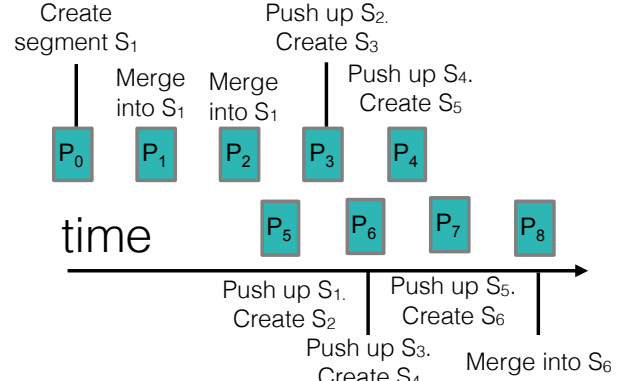 Create
segment S₁
Push up S₂.
Create S₃
Merge
into S₁
Merge
into S₁
Push up S₄.
Create S₅
P₀
P₁
P₂
P₃
P₄
P₅
P₆
P₇
P₈
time
Push up S₁.
Create S₂
Push up S₅.
Create S₆
Push up S₃.
Create S₄
Merge into S₆